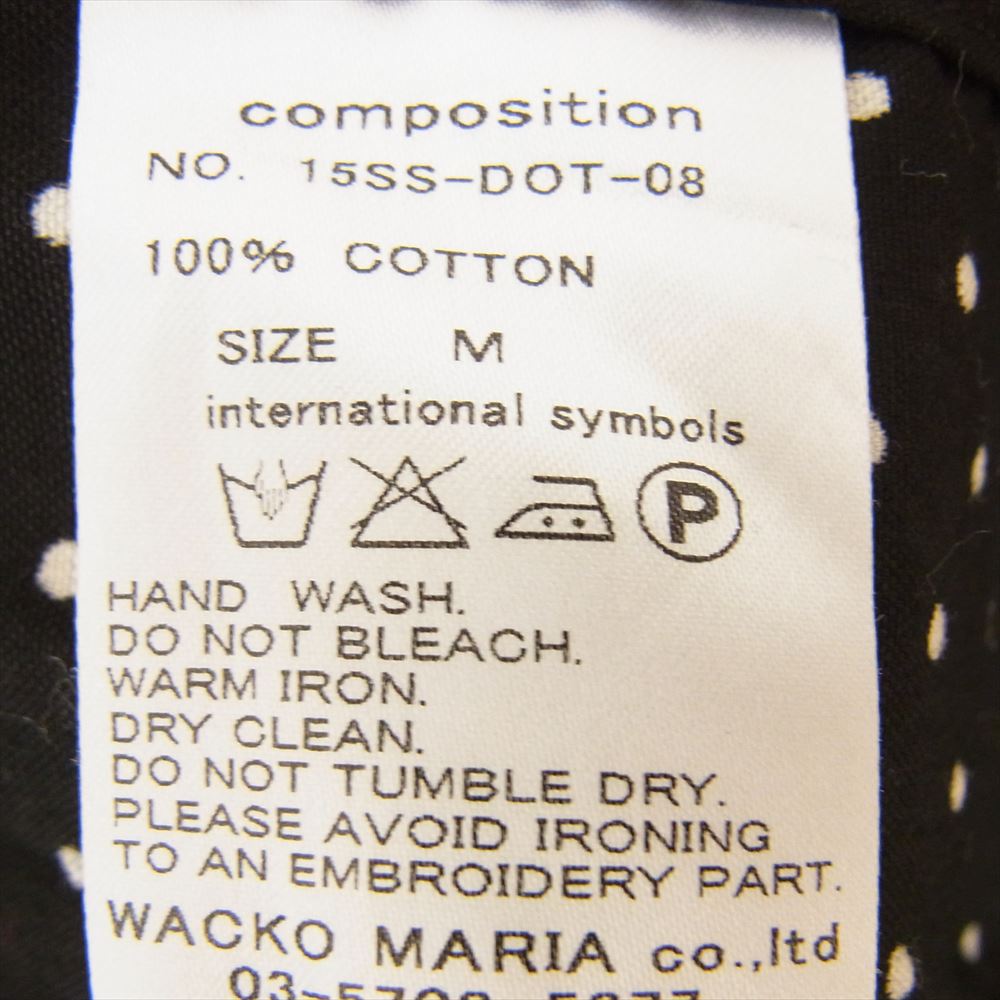 composition
NO. 15SS-DOT-08
100% COTTON
SIZE M
international symbols
P
HAND WASH.
DO NOT BLEACH.
WARM IRON.
DRY CLEAN.
DO NOT TUMBLE DRY.
PLEASE AVOID IRONING
TO AN EMBROIDERY PART.
WACKO MARIA co.,ltd